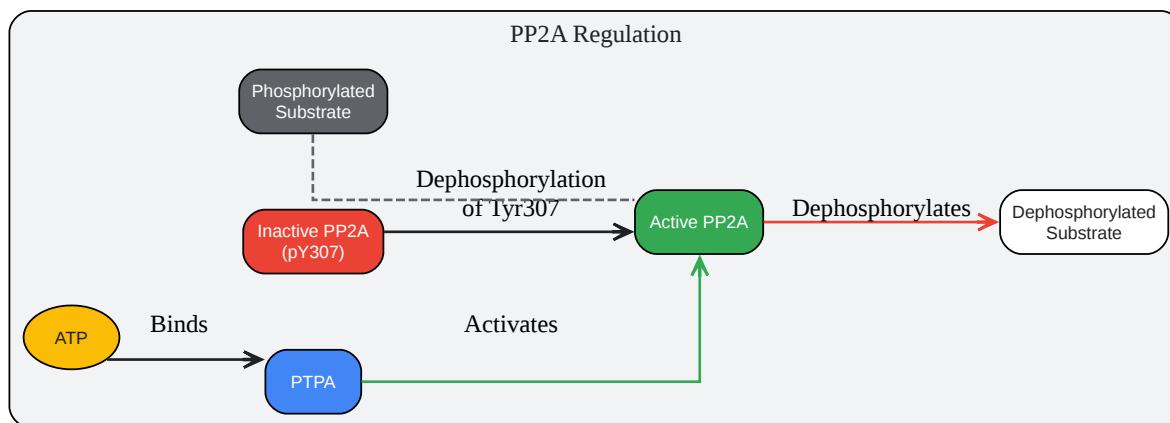 PP2A Regulation
Phosphorylated
Substrate
Dephosphorylation
of Tyr307
Inactive PP2A
(pY307)
Active PP2A
Dephosphorylates
Dephosphorylated
Substrate
ATP
Binds
PTPA
Activates